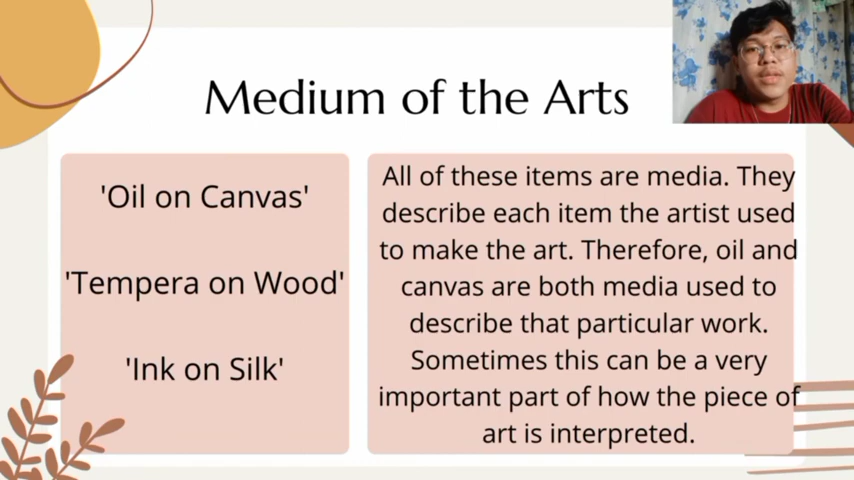 Medium of the Arts
'Oil on Canvas'
'Tempera on Wood'
'Ink on Silk'
All of these items are media. They
describe each item the artist used
to make the art. Therefore, oil and
canvas are both media used to
describe that particular work.
Sometimes this can be a very
important part of how the piece of
art is interpreted.